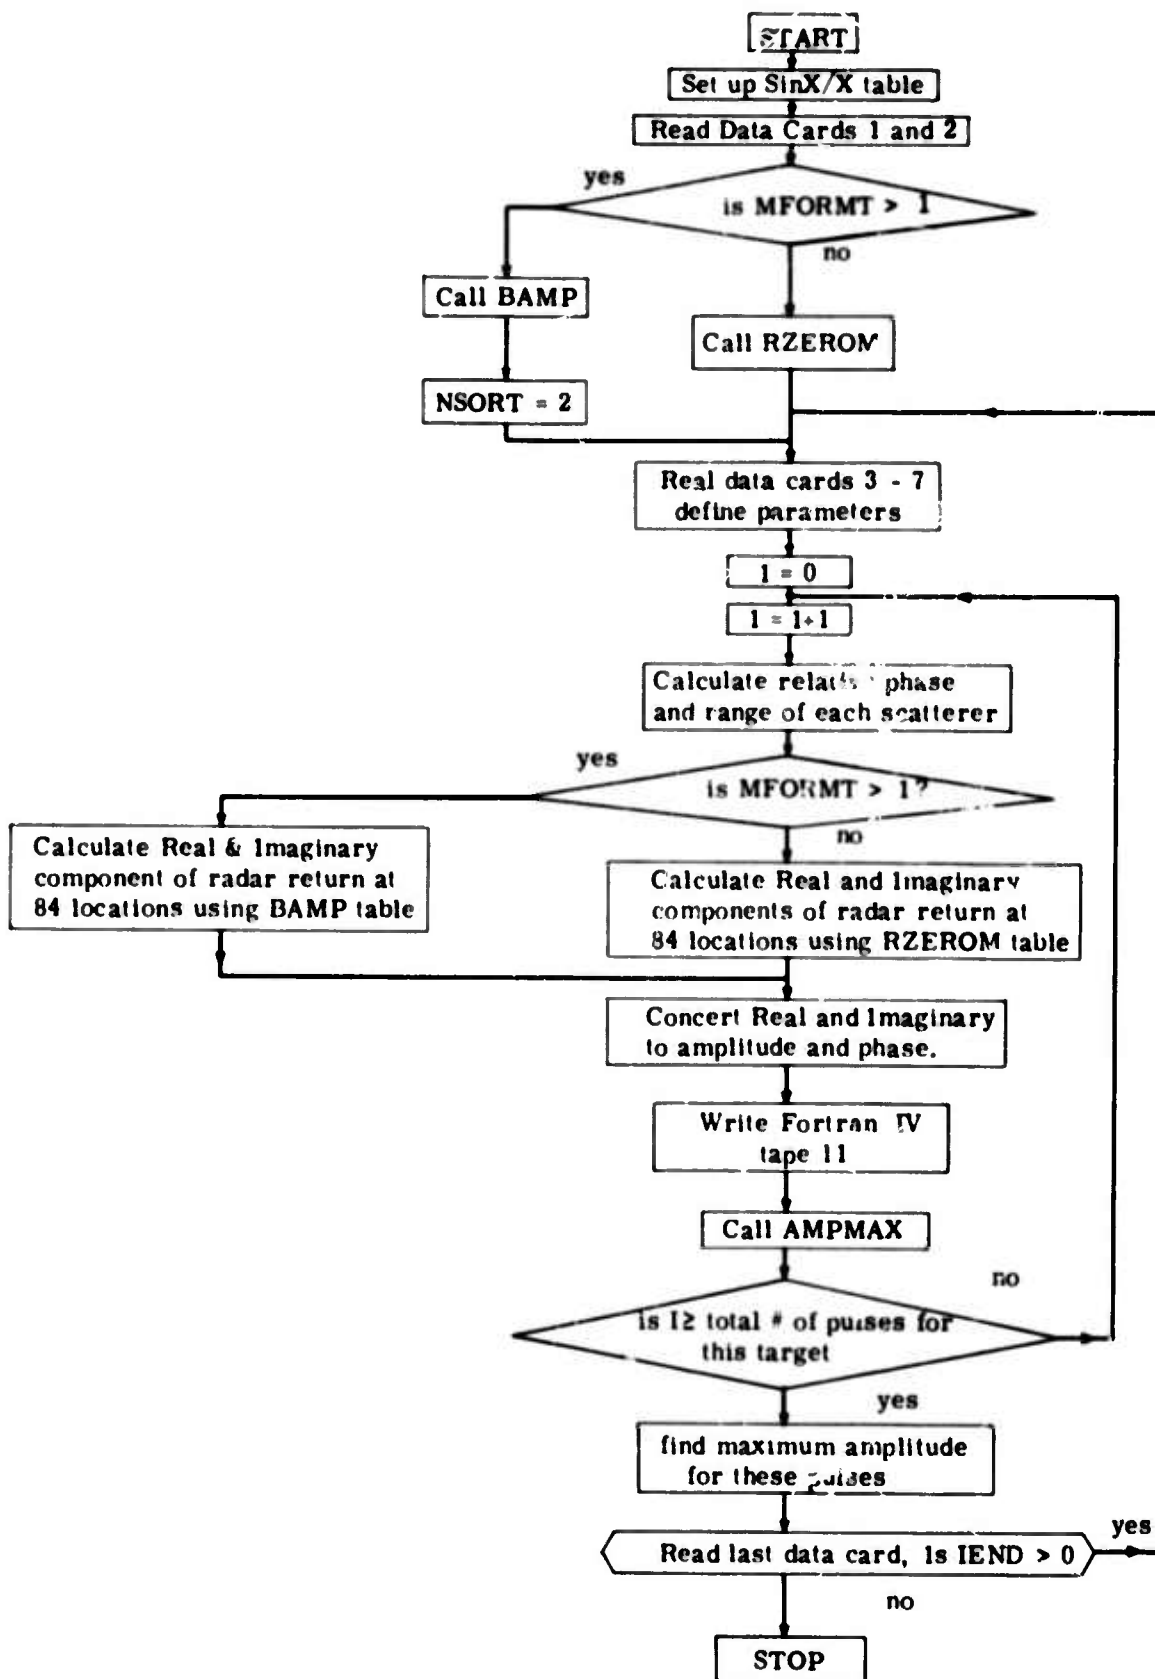 START
Set up SinX/X table
Read Data Cards 1 and 2
yes
is MFORMT > 1
no
Call BAMP
Call RZEROM
NSORT = 2
Real data cards 3 - 7
define parameters
1 = 0
1 = 1+1
Calculate phase
and range of each scatterer
yes
is MFORMT > 1?
no
Calculate Real & Imaginary
component of radar return at
84 locations using BAMP table
Calculate Real and Imaginary
components of radar return at
84 locations using RZEROM table
Concert Real and Imaginary
to amplitude and phase.
Write Fortran IV
tape 11
Call AMPMAX
no
is I≥ total # of pulses for
this target
yes
find maximum amplitude
for these pulses
yes
Read last data card, 1s IEND > 0
no
STOP